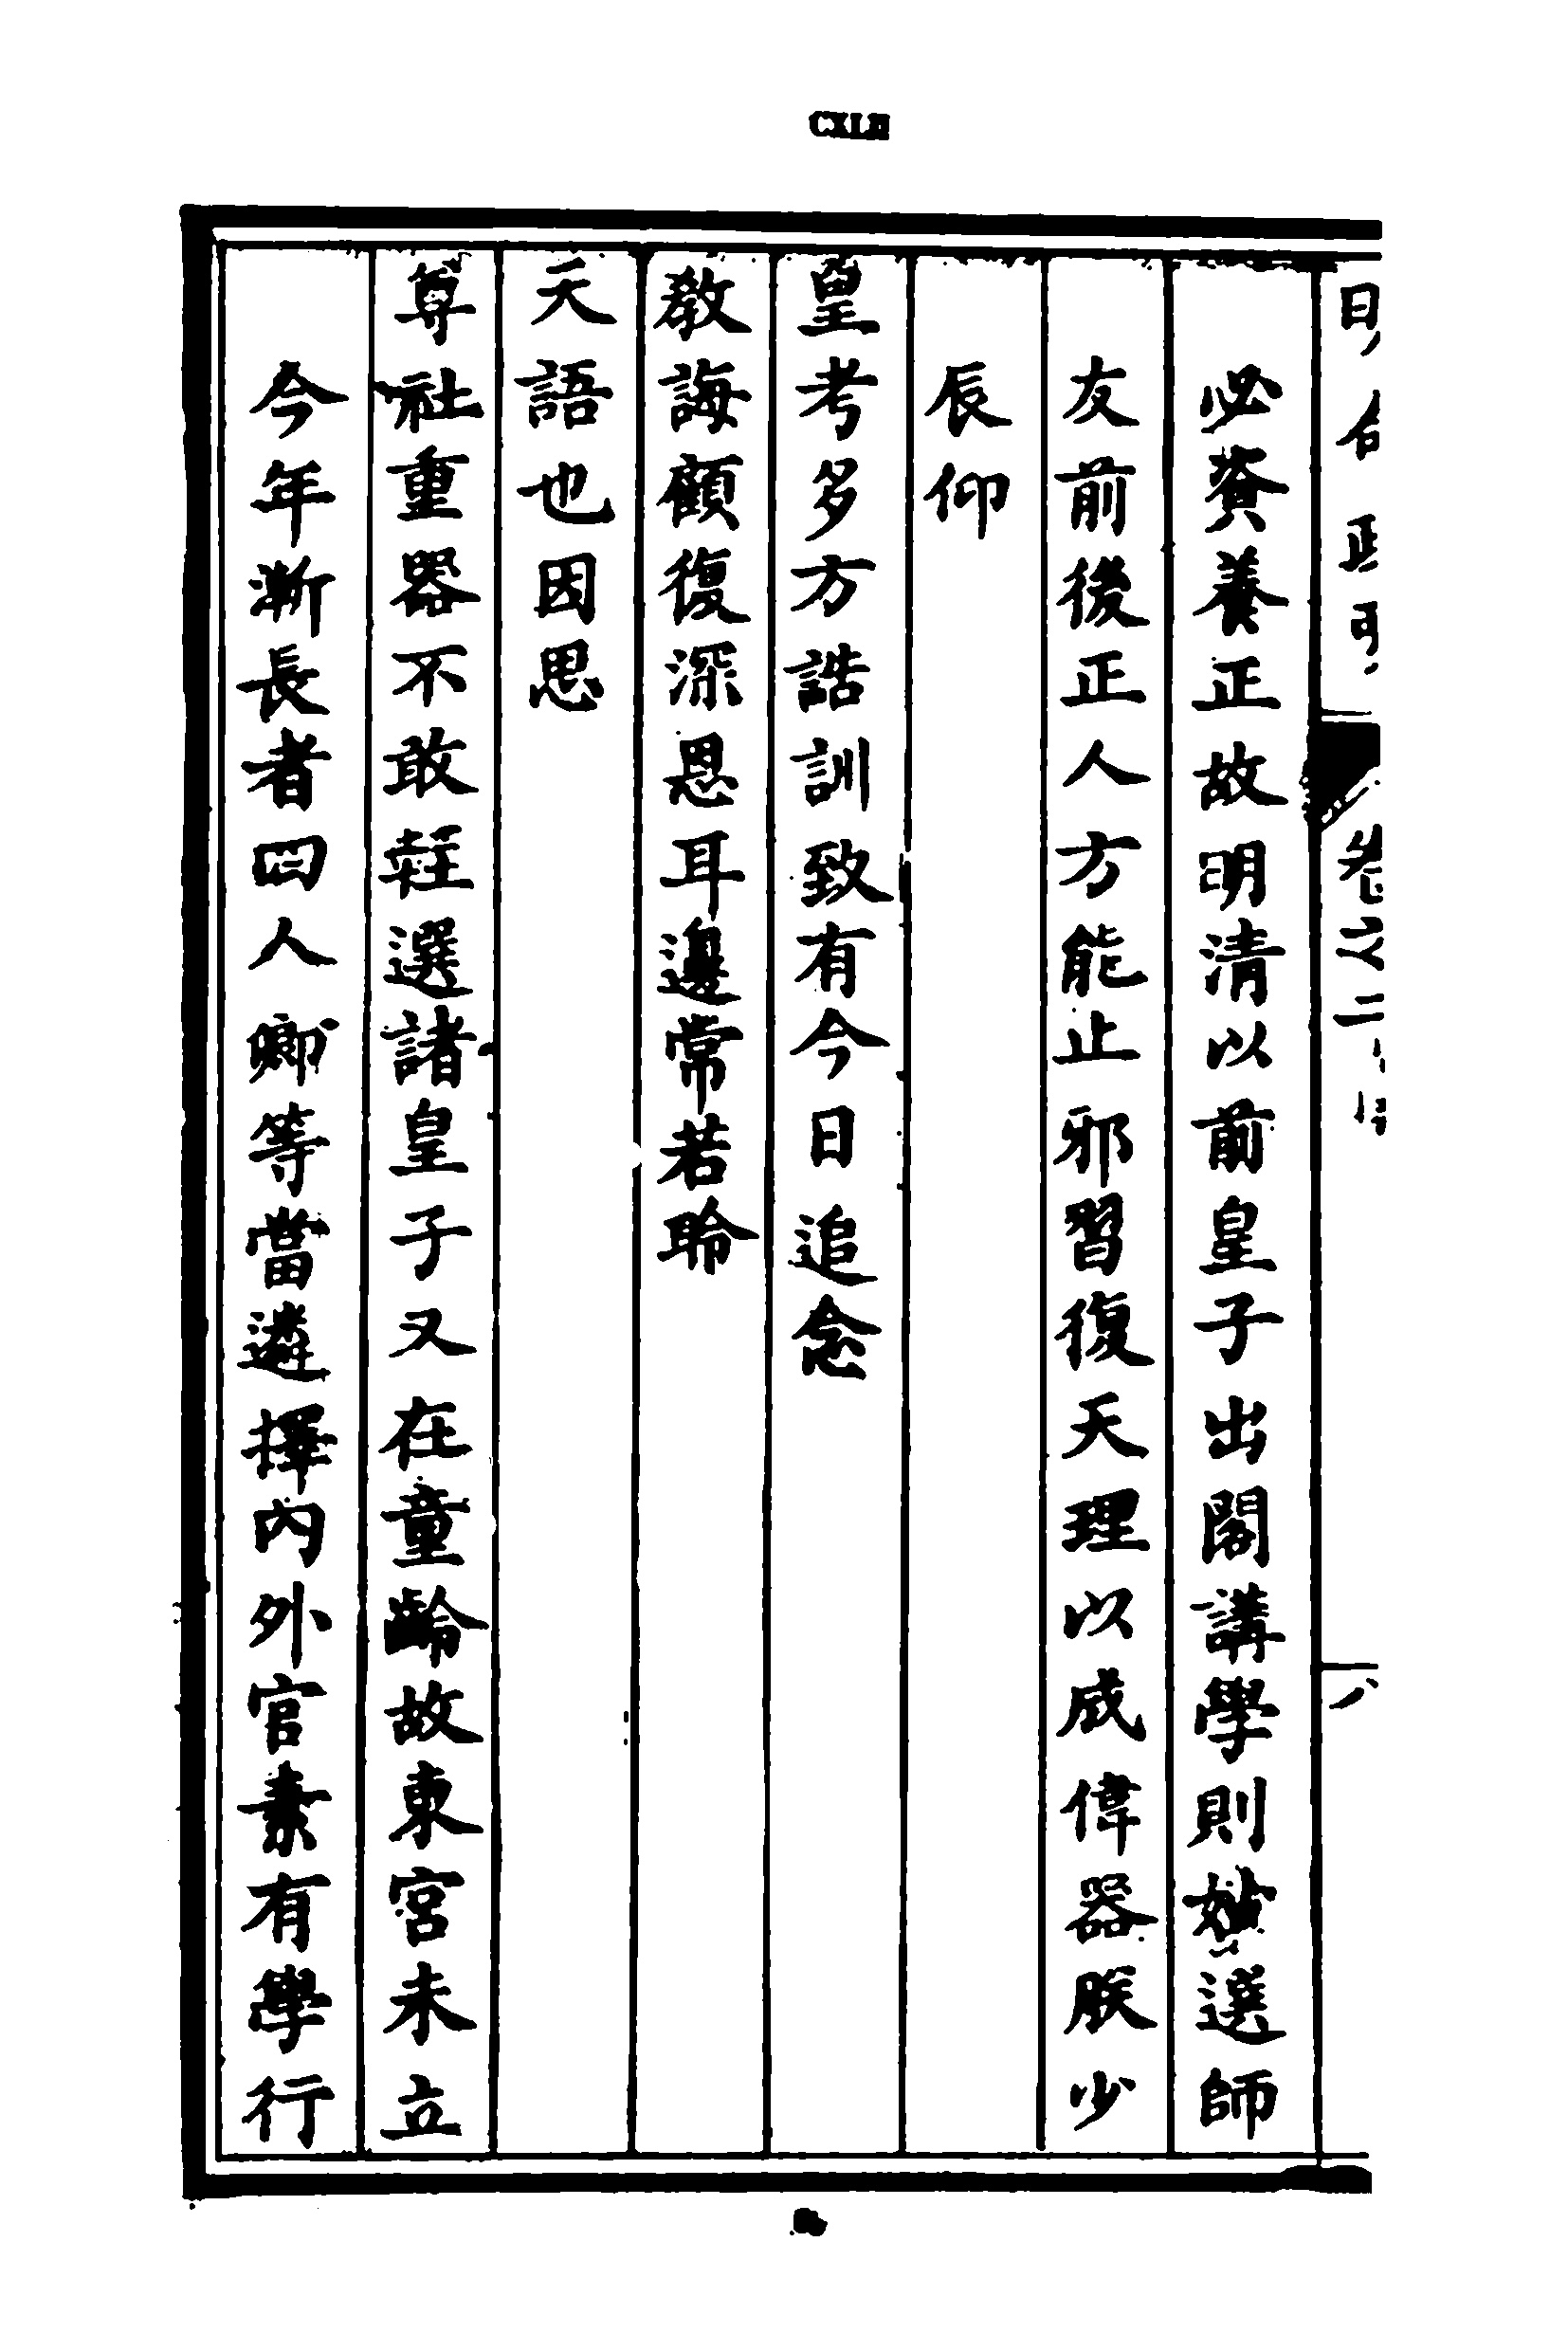 CXLII
卷之二
八
必資養正故明清以前皇子出閣講學則妙選師
友前後正人方能止邪習復天理以成偉器朕少
辰仰
皇考多方誥訓致有今日追念
教誨顧復深恩耳邊常若聆
天語也因思
尊社重器不敢輕選諸皇子又在童齡故東宮未立
今年漸長者四人卿等當遴擇內外官素有學行